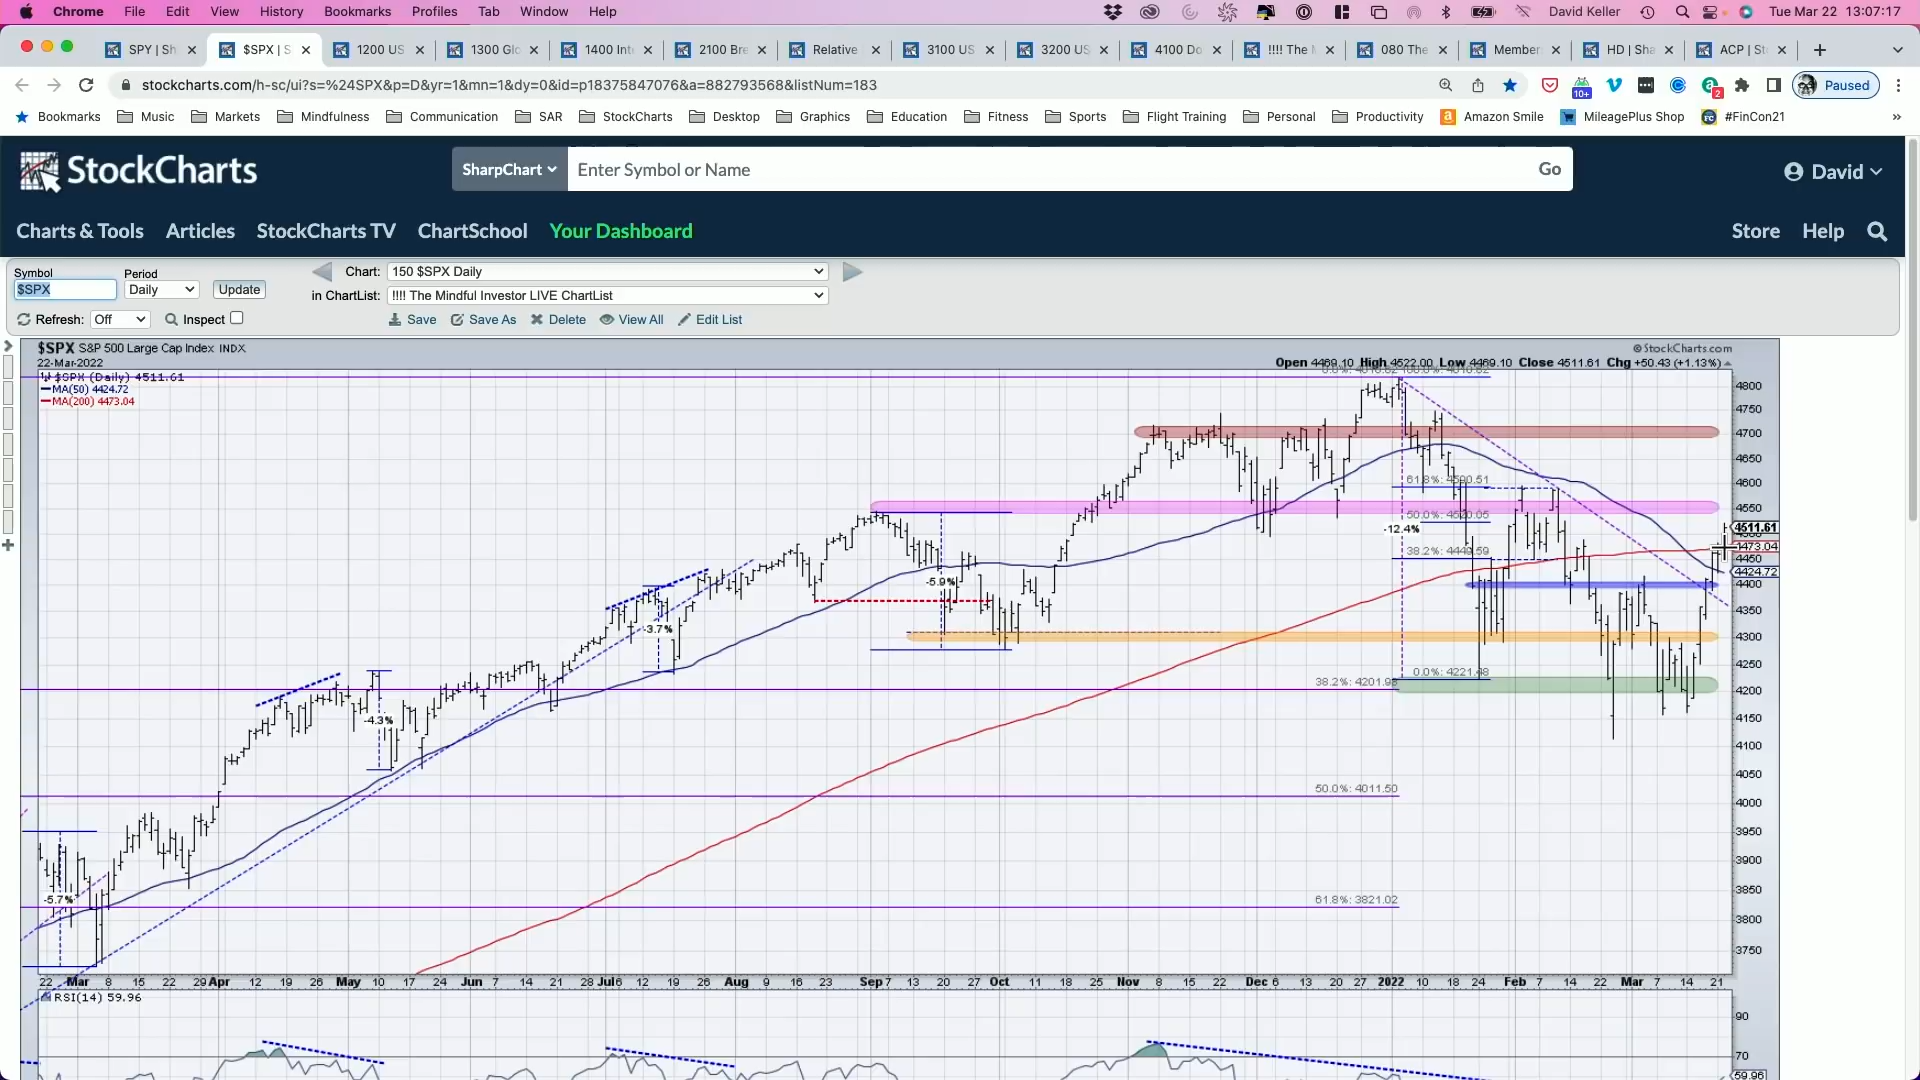 Chrome File Edit View History Bookmarks Profiles Tab Window Help David Keller Tue Mar 22 13:07:17
SPY | Sh $SPX | S 1200 US 1300 Glo 1400 Int 2100 Bre Relative 3100 US 3200 US 4100 Do !!!! The M 080 The Member HD | Sha ACP | St
stockcharts.com/h-sc/ui?s=%24SPX&p=D&yr=1&mn=1&dy=0&id=p18375847076&a=882793568&listNum=183 10+ 2 Paused
Bookmarks Music Markets Mindfulness Communication SAR StockCharts Desktop Graphics Education Fitness Sports Flight Training Personal Productivity Amazon Smile MileagePlus Shop #FinCon21 »
StockCharts SharpChart Enter Symbol or Name Go David
Charts & Tools Articles StockCharts TV ChartSchool Your Dashboard Store Help
Symbol Period Chart: 150 $SPX Daily
$SPX Daily Update in ChartList: !!!! The Mindful Investor LIVE ChartList
Refresh: Off Inspect Save Save As Delete View All Edit List
$SPX S&P 500 Large Cap Index INDX © StockCharts.com
22-Mar-2022 Open 4469.10 High 4522.00 Low 4469.10 Close 4511.61 Chg +50.43 (+1.13%)
$SPX (Daily) 4511.61
MA(50) 4424.72
MA(200) 4473.04
4800
4750
4700
4650
61.8%: 4590.51 4600
4550
50.0%: 4520.05
-12.4% 4511.61
38.2%: 4449.59 4473.04
4450
4424.72
-5.9% 4400
4350
-3.7% 4300
0.0%: 4221.48 4250
38.2%: 4201.98 4200
-4.3% 4150
4100
4050
50.0%: 4011.50 4000
3950
3900
-5.7% 61.8%: 3821.02 3850
3800
3750
22 Mar 8 15 22 29 Apr 12 19 26 May 10 17 24 Jun 7 14 21 28 Jul 6 12 19 26 Aug 9 16 23 Sep 7 13 20 27 Oct 11 18 25 Nov 8 15 22 Dec 6 13 20 27 2022 10 18 24 Feb 7 14 22 Mar 7 14 21
RSI(14) 59.96
90
70
59.96